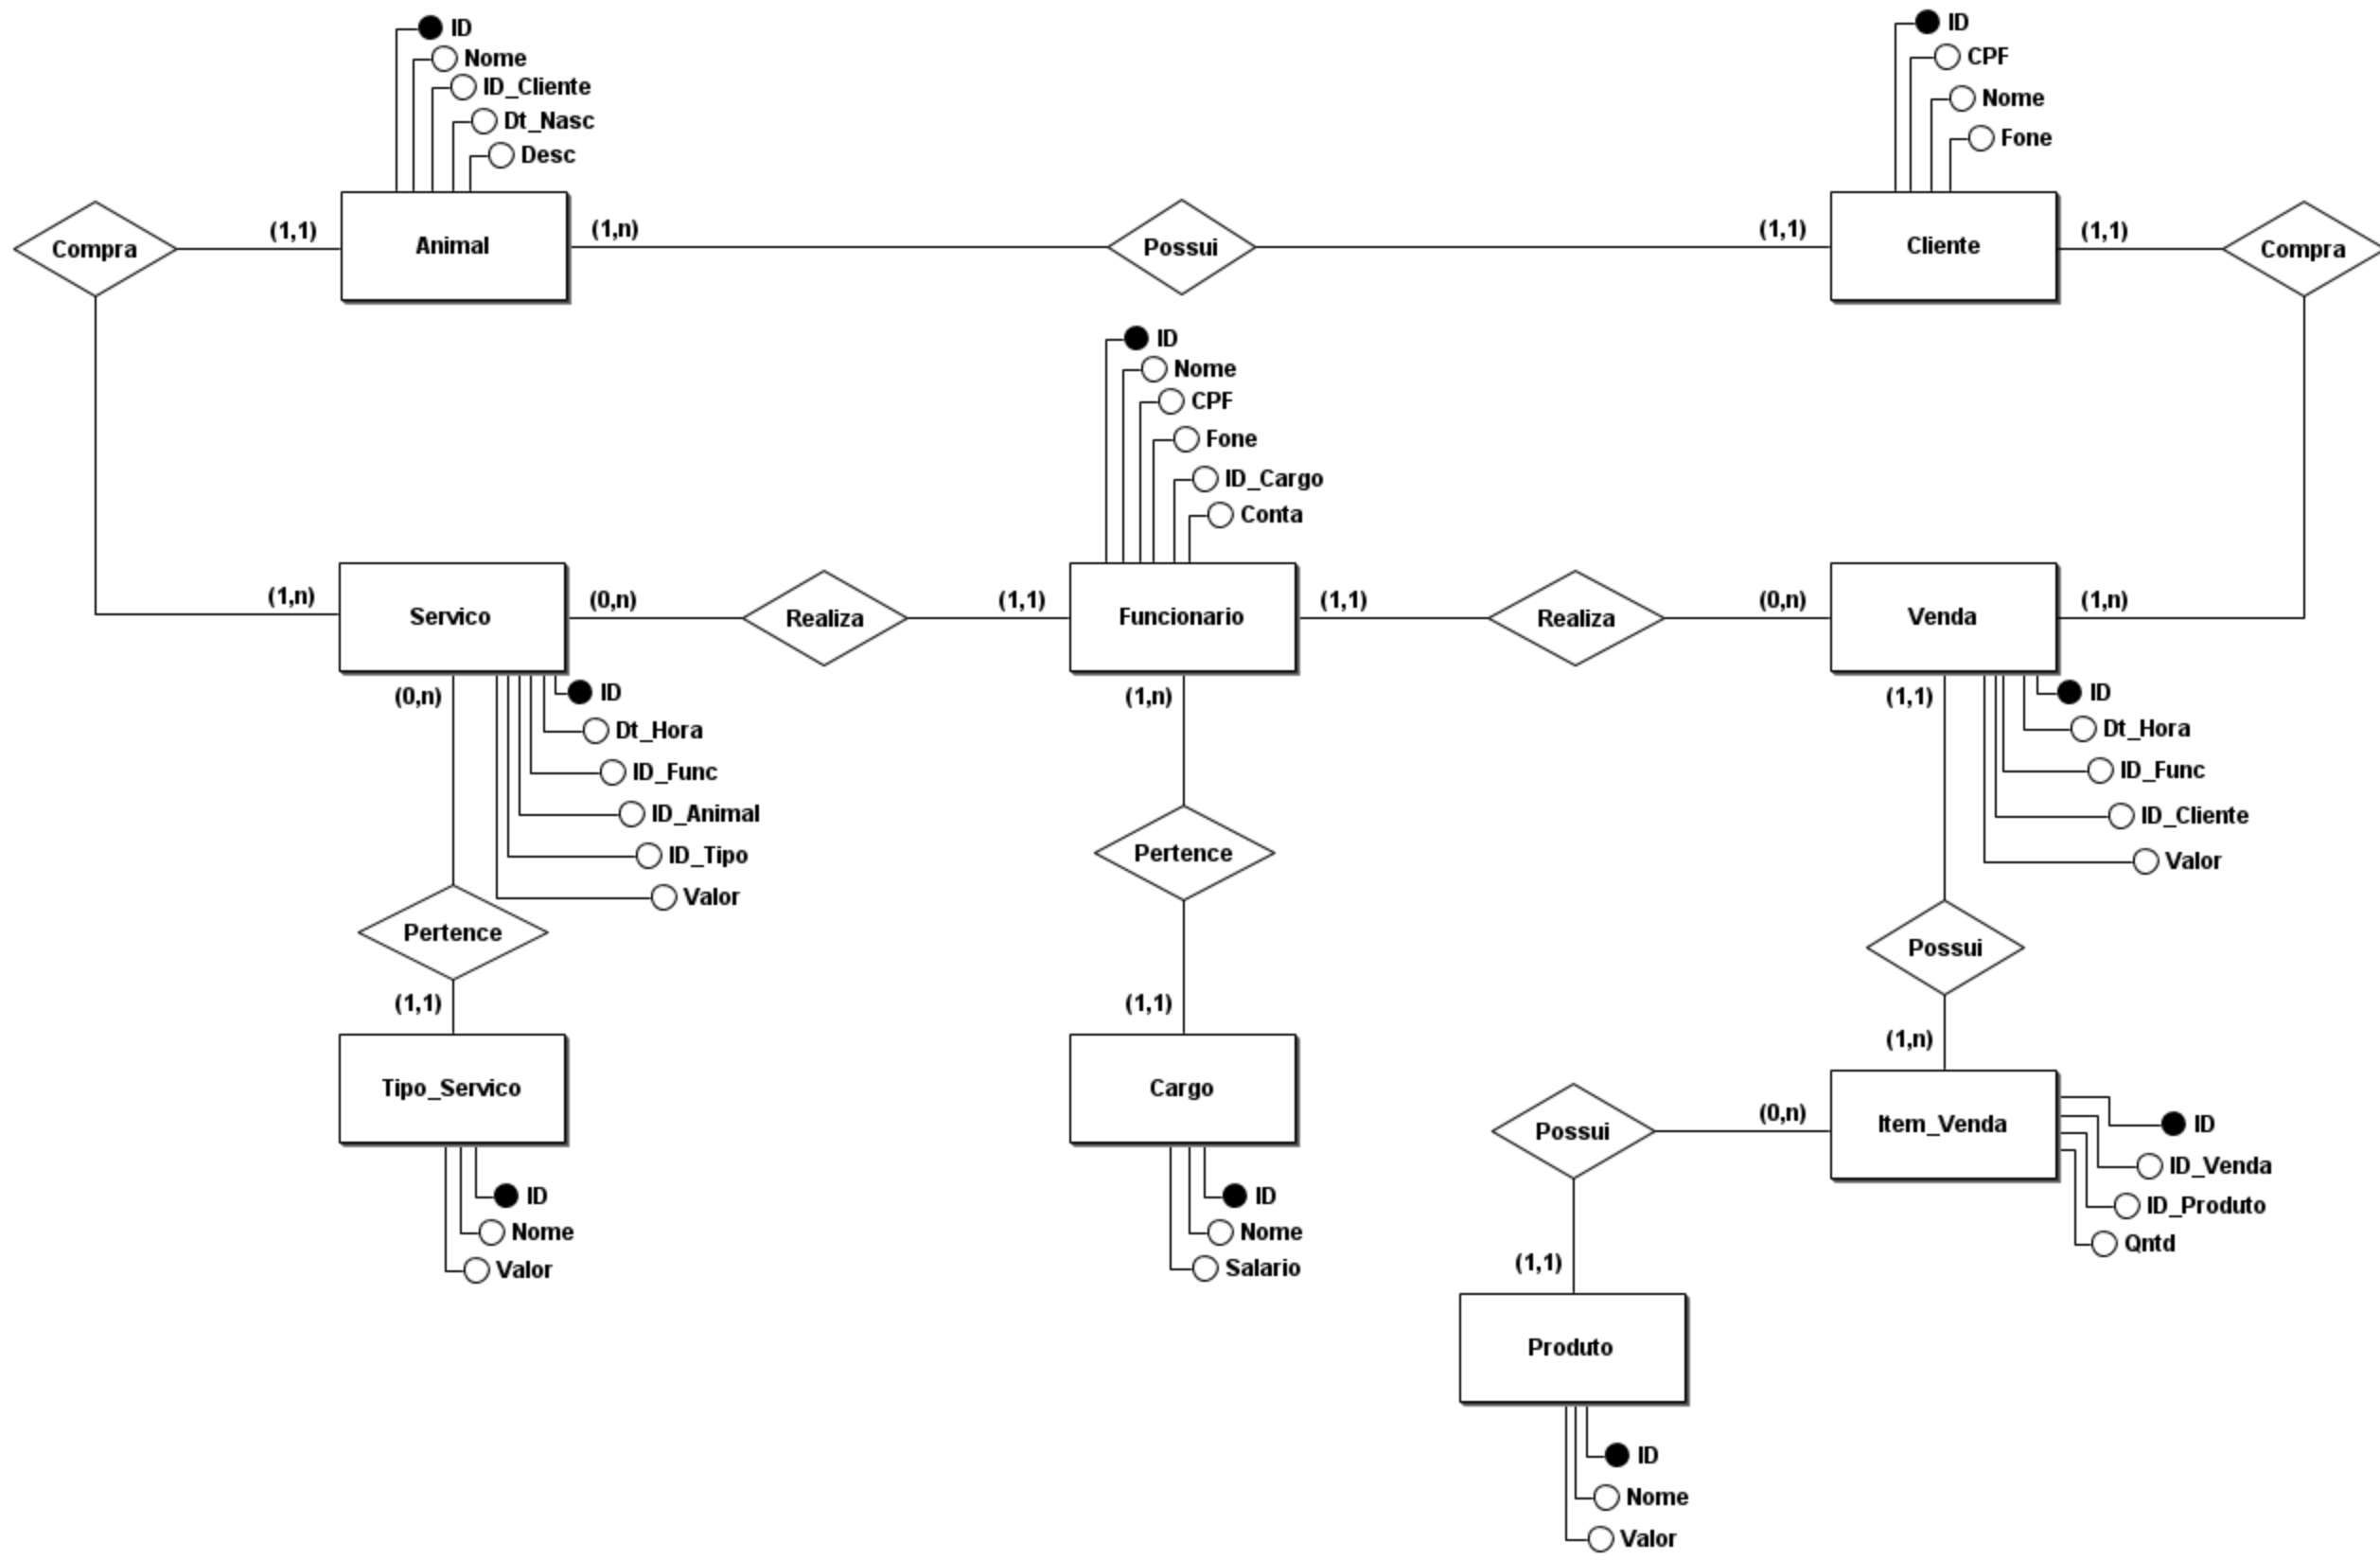 ID
Nome
ID_Cliente
Dt_Nasc
Desc
ID
CPF
Nome
Fone
Compra
(1,1)
Animal
(1,n)
Possui
(1,1)
Cliente
(1,1)
Compra
ID
Nome
CPF
Fone
ID_Cargo
Conta
(1,n)
Servico
(0,n)
Realiza
(1,1)
Funcionario
(1,1)
Realiza
(0,n)
Venda
(1,n)
(0,n)
ID
Dt_Hora
ID_Func
ID_Animal
ID_Tipo
Valor
(1,n)
(1,1)
ID
Dt_Hora
ID_Func
ID_Cliente
Valor
Pertence
Pertence
Possui
(1,1)
(1,1)
(1,n)
Tipo_Servico
Cargo
Possui
(0,n)
Item_Venda
ID
ID_Venda
ID_Produto
Qntd
ID
Nome
Valor
ID
Nome
Salario
(1,1)
Produto
ID
Nome
Valor